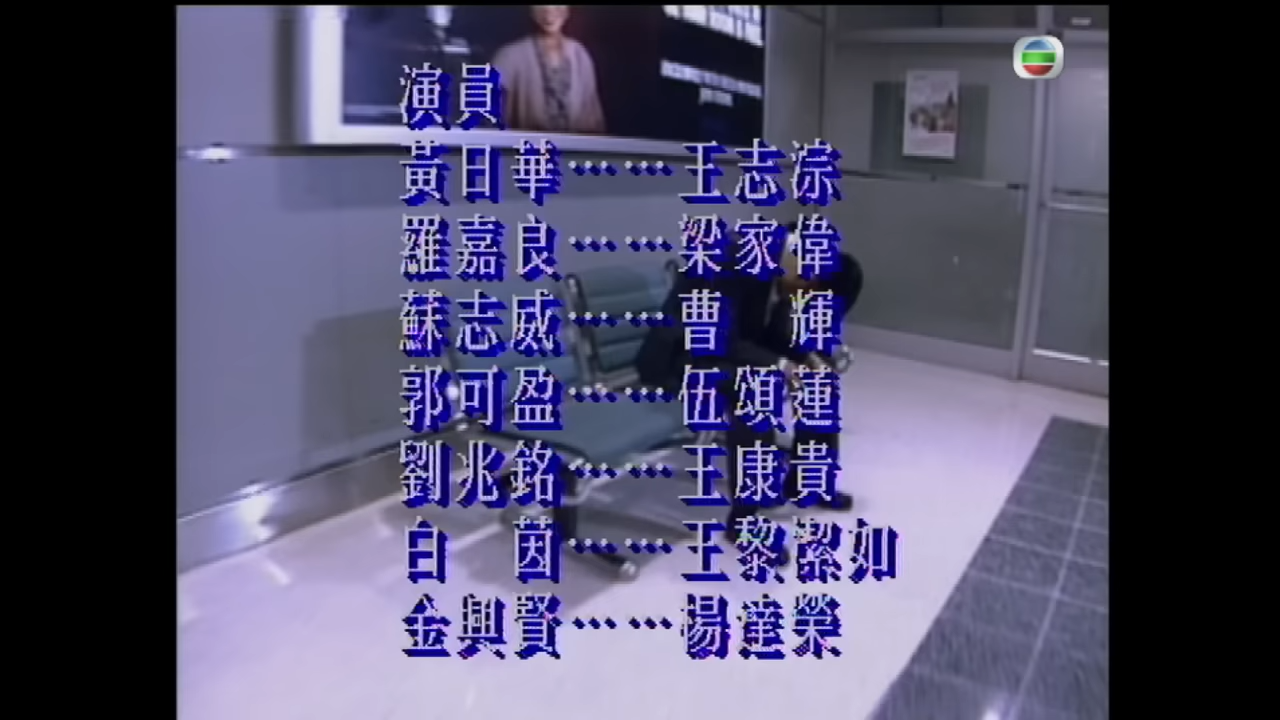 演員
黃日華……王志淙
羅嘉良……梁家偉
蘇志威……曹　輝
郭可盈……伍頌蓮
劉兆銘……王康貴
白　茵……王黎潔如
金興賢……楊達榮